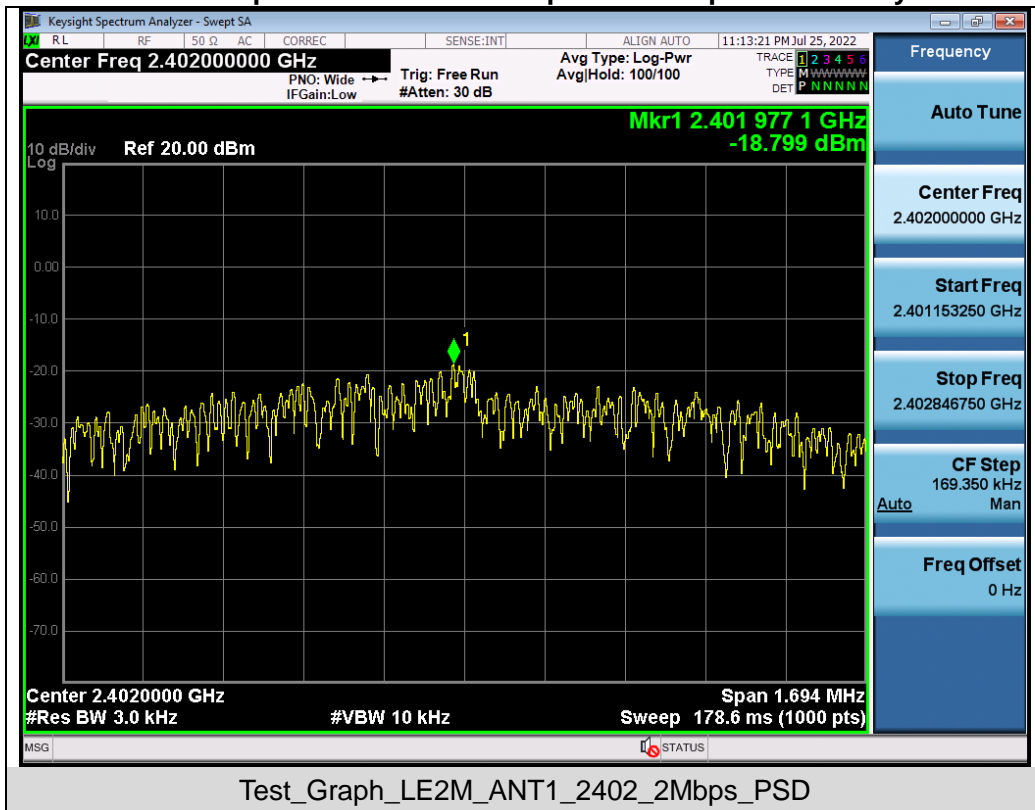 Keysight Spectrum Analyzer - Swept SA
LXI RL RF 50 Ω AC CORREC SENSE:INT ALIGN AUTO 11:13:21 PM Jul 25, 2022
Center Freq 2.402000000 GHz
PNO: Wide
IFGain:Low
Trig: Free Run
#Atten: 30 dB
Avg Type: Log-Pwr
Avg|Hold: 100/100
TRACE 1 2 3 4 5 6
TYPE M WWWWW
DET P N N N N N
Mkr1 2.401 977 1 GHz
-18.799 dBm
10 dB/div Ref 20.00 dBm
Log
10.0
0.00
-10.0
-20.0
-30.0
-40.0
-50.0
-60.0
-70.0
1
Center 2.4020000 GHz Span 1.694 MHz
#Res BW 3.0 kHz #VBW 10 kHz Sweep 178.6 ms (1000 pts)
MSG STATUS
Frequency
Auto Tune
Center Freq
2.402000000 GHz
Start Freq
2.401153250 GHz
Stop Freq
2.402846750 GHz
CF Step
169.350 kHz
Auto Man
Freq Offset
0 Hz
Test_Graph_LE2M_ANT1_2402_2Mbps_PSD